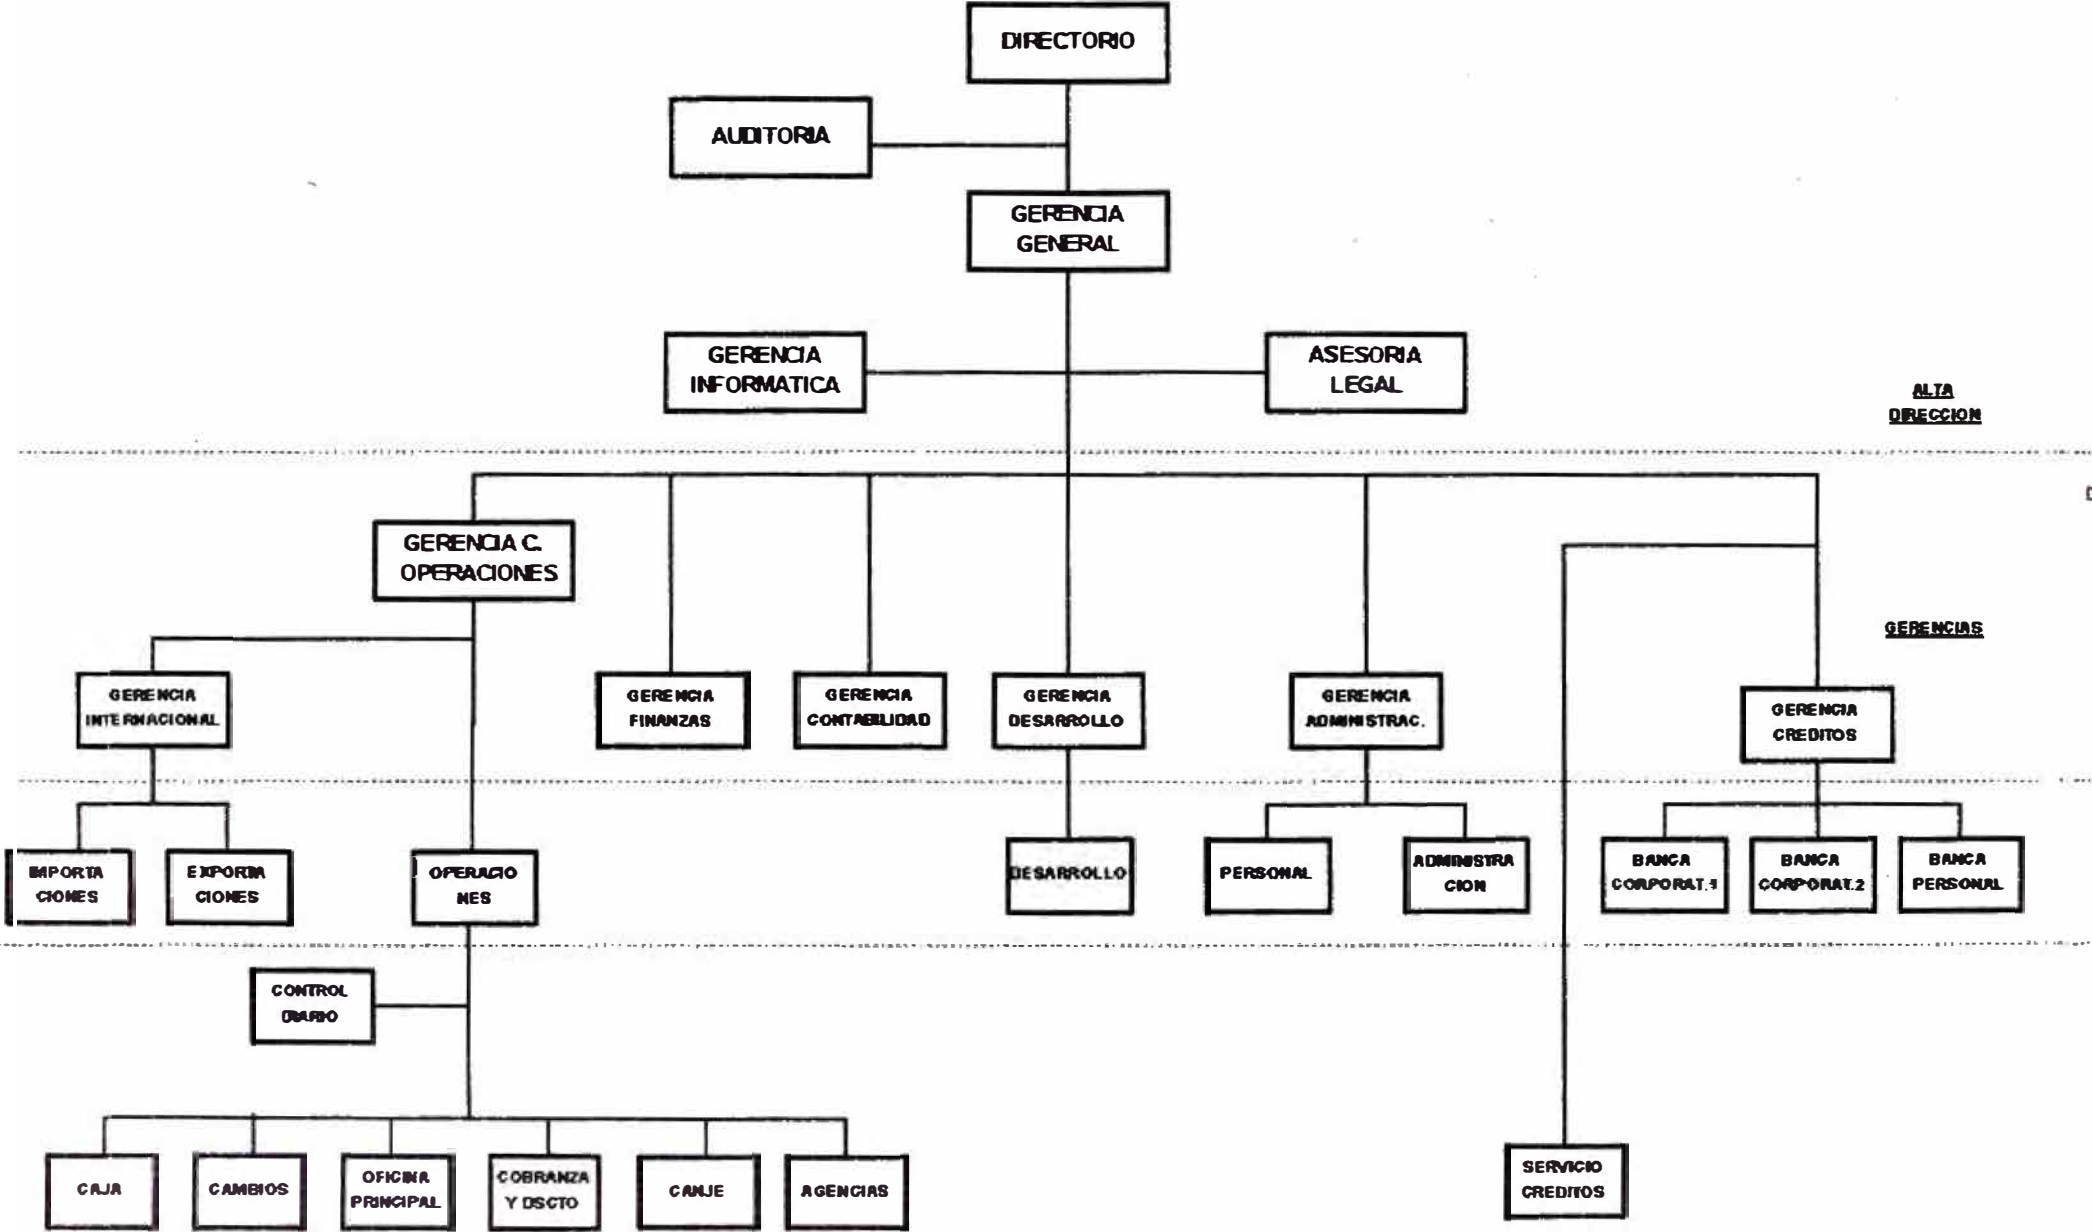 DIRECTORIO
AUDITORIA
GERENCIA
GENERAL
GERENCIA
INFORMATICA
ASESORIA
LEGAL
ALTA
DIRECCION
GERENCIA C.
OPERACIONES
GERENCIAS
GERENCIA
INTERNACIONAL
GERENCIA
FINANZAS
GERENCIA
CONTABILIDAD
GERENCIA
DESARROLLO
GERENCIA
ADMINISTRAC.
GERENCIA
CREDITOS
IMPORTA
CIONES
EXPORTA
CIONES
OPERACIO
NES
DESARROLLO
PERSONAL
ADMINISTRA
CION
BANCA
CORPORAT.1
BANCA
CORPORAT.2
BANCA
PERSONAL
CONTROL
DIARIO
CAJA
CAMBIOS
OFICINA
PRINCIPAL
COBRANZA
Y DSCTO
CANJE
AGENCIAS
SERVICIO
CREDITOS